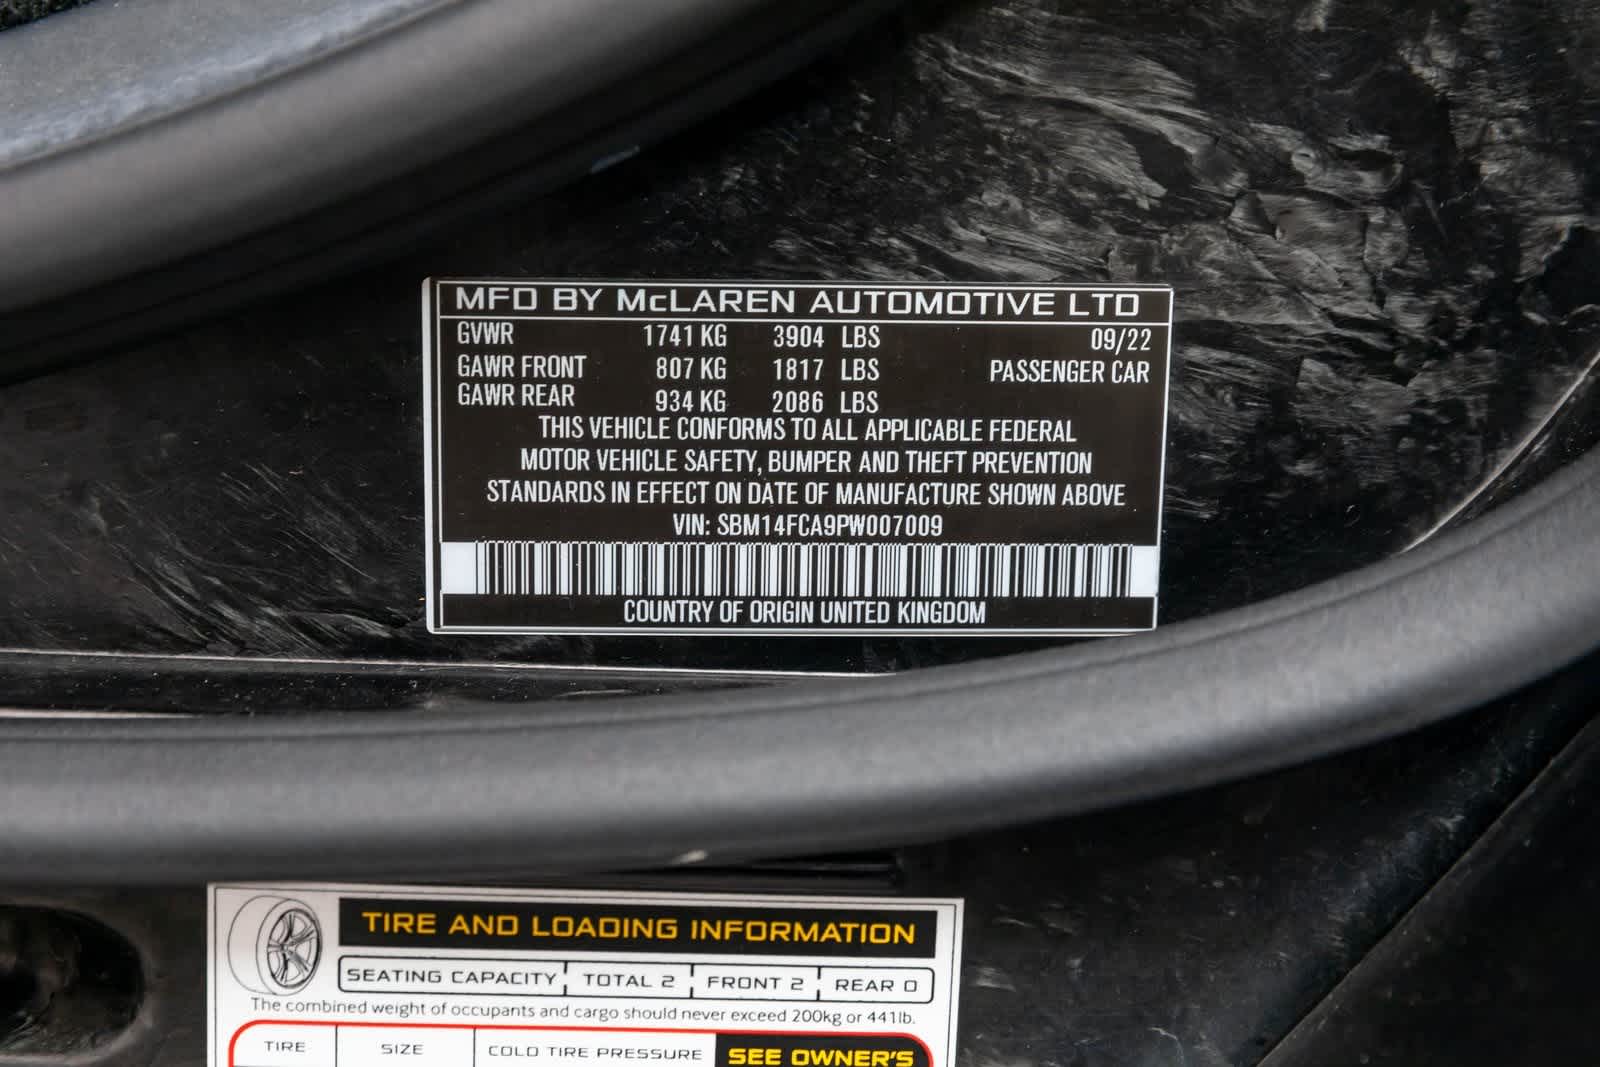 MFD BY McLAREN AUTOMOTIVE LTD
GVWR 1741 KG 3904 LBS 09/22
GAWR FRONT 807 KG 1817 LBS PASSENGER CAR
GAWR REAR 934 KG 2086 LBS
THIS VEHICLE CONFORMS TO ALL APPLICABLE FEDERAL
MOTOR VEHICLE SAFETY, BUMPER AND THEFT PREVENTION
STANDARDS IN EFFECT ON DATE OF MANUFACTURE SHOWN ABOVE
VIN: SBM14FCA9PW007009
COUNTRY OF ORIGIN UNITED KINGDOM
TIRE AND LOADING INFORMATION
SEATING CAPACITY TOTAL 2 FRONT 2 REAR 0
The combined weight of occupants and cargo should never exceed 200kg or 441lb.
TIRE SIZE COLD TIRE PRESSURE SEE OWNER'S